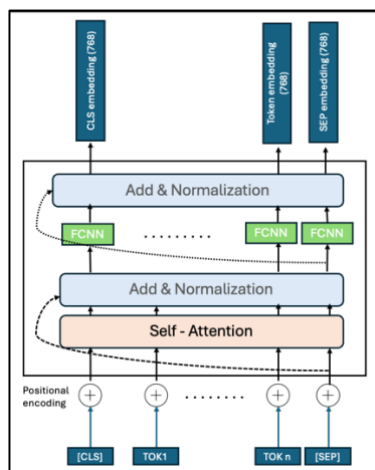 CLS embedding (768)
Token embedding
(768)
SEP embedding (768)
Add & Normalization
FCNN
FCNN
FCNN
Add & Normalization
Self - Attention
Positional
encoding
[CLS]
TOK1
TOK n
[SEP]